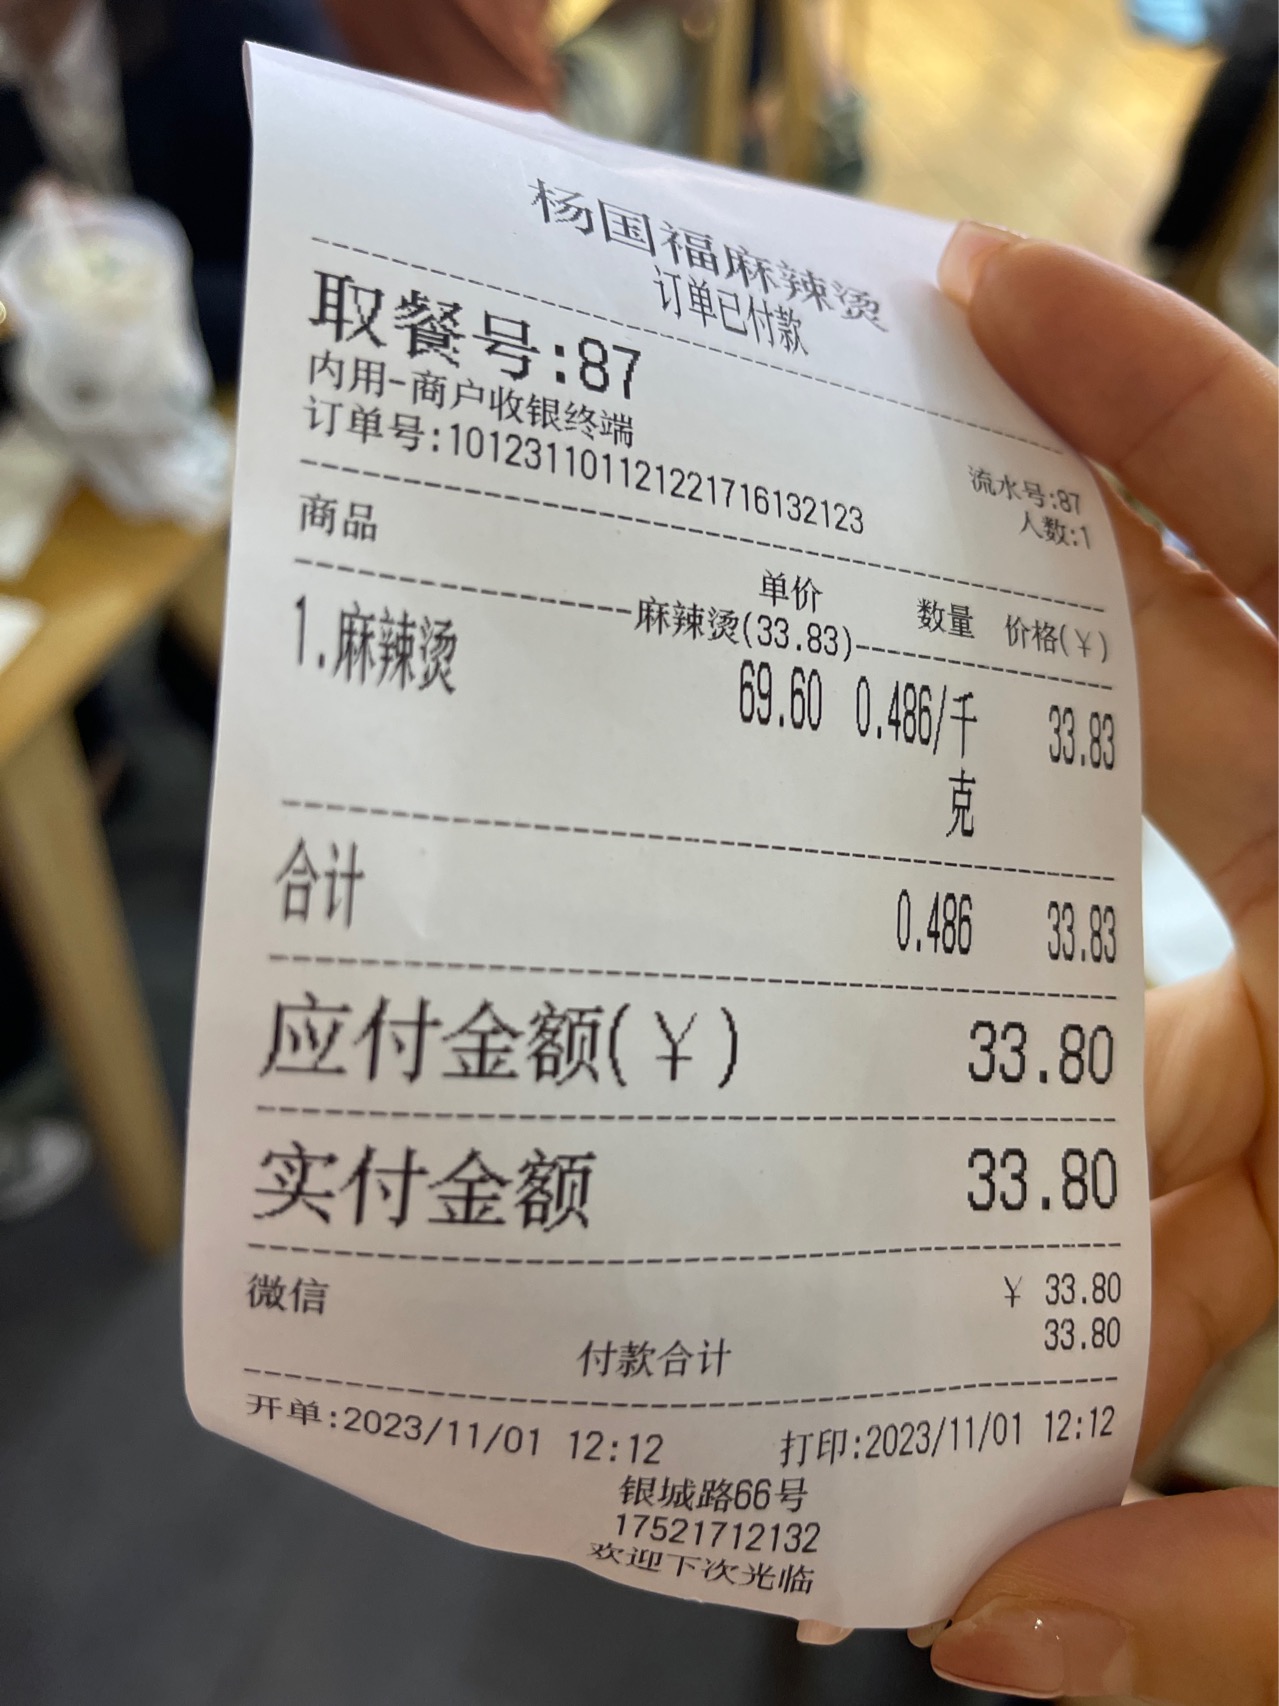 杨国福麻辣烫
订单已付款
取餐号:87
内用-商户收银终端
流水号:87
订单号:101231101121221716132123
人数:1
商品 单价 数量 价格(¥)
麻辣烫(33.83)
1.麻辣烫 69.60 0.486/千克 33.83
合计 0.486 33.83
应付金额(¥) 33.80
实付金额 33.80
微信 ¥ 33.80
付款合计 33.80
开单:2023/11/01 12:12 打印:2023/11/01 12:12
银城路66号
17521712132
欢迎下次光临